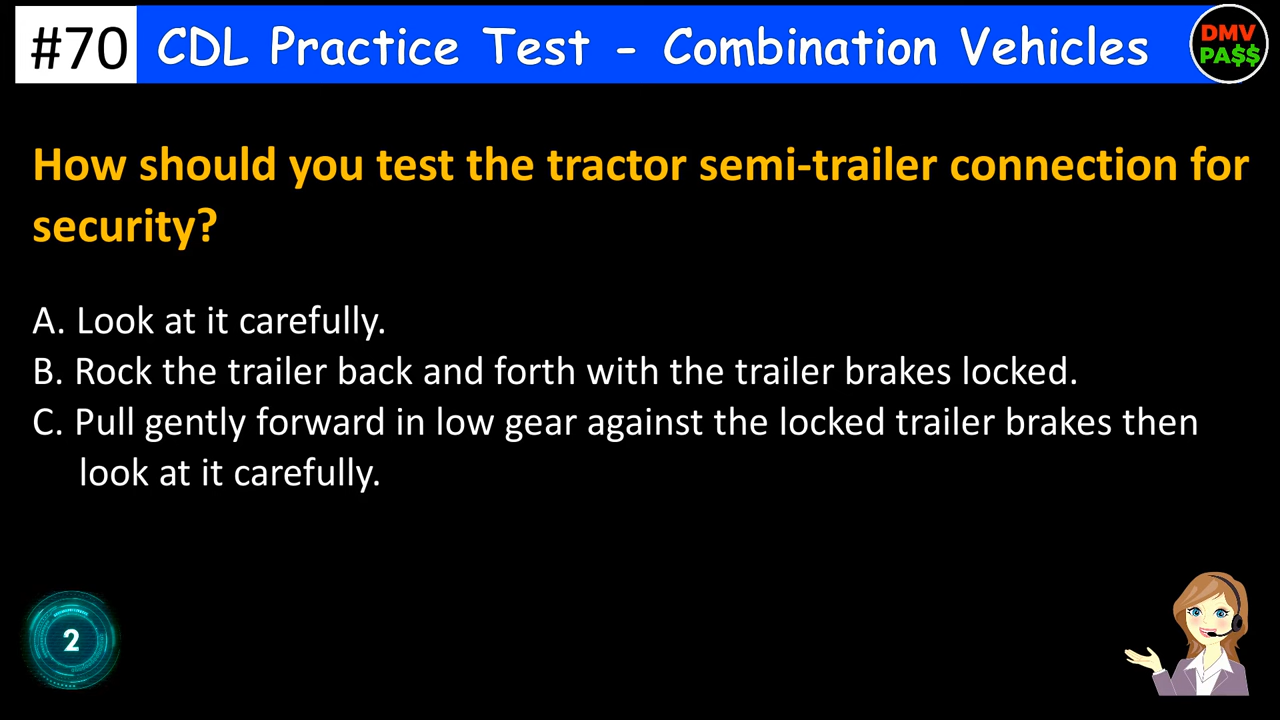 #70 CDL Practice Test - Combination Vehicles
DMV
PA$$
How should you test the tractor semi-trailer connection for
security?
A. Look at it carefully.
B. Rock the trailer back and forth with the trailer brakes locked.
C. Pull gently forward in low gear against the locked trailer brakes then
look at it carefully.
2